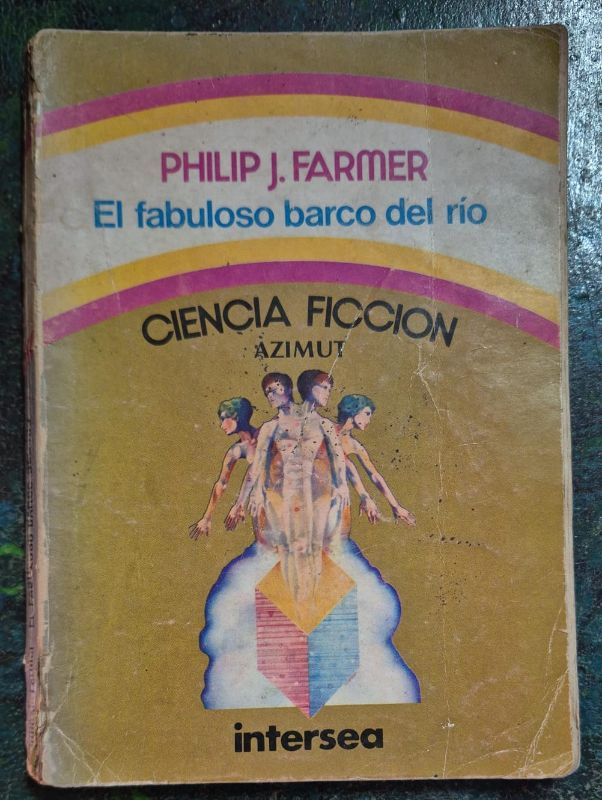 PHILIP J. FARMER
El fabuloso barco del río
CIENCIA FICCION
AZIMUT
intersea